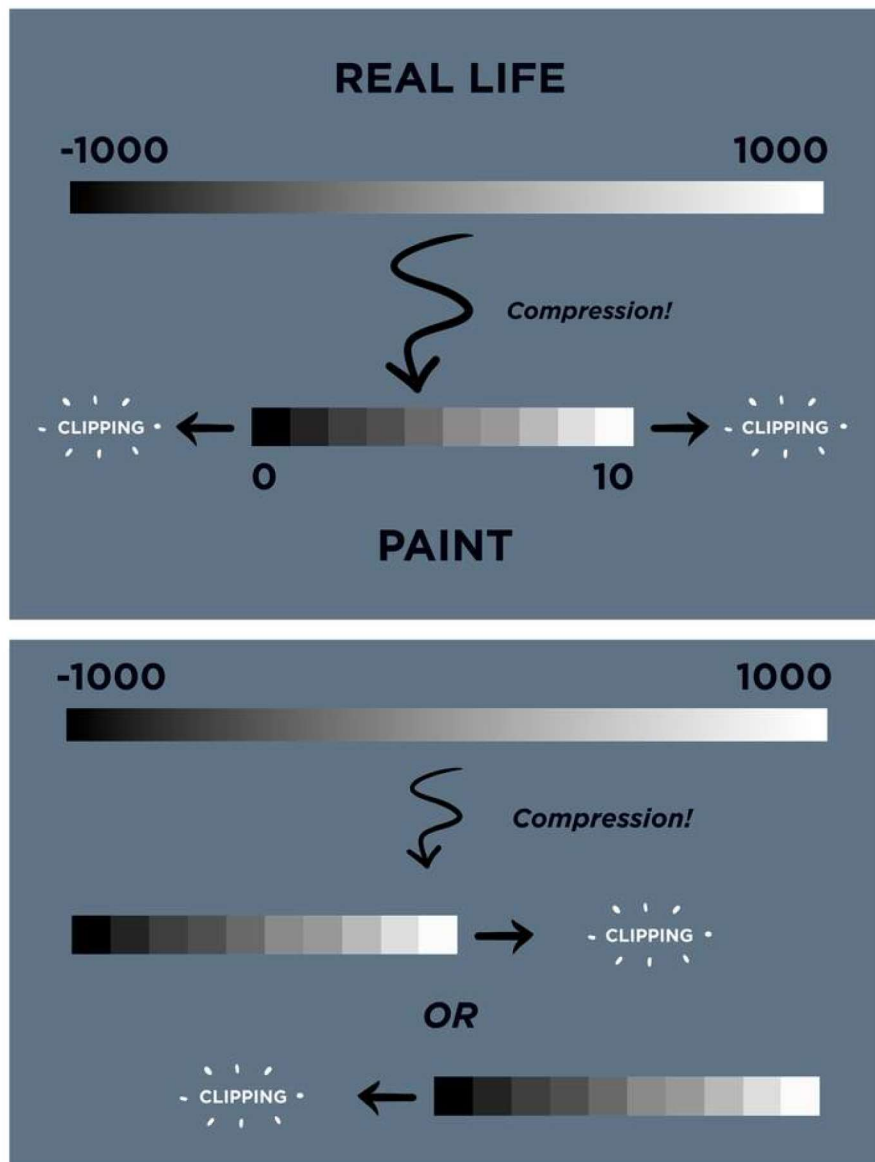 REAL LIFE
-1000 1000
Compression!
CLIPPING CLIPPING
0 10
PAINT
-1000 1000
Compression!
CLIPPING
OR
CLIPPING